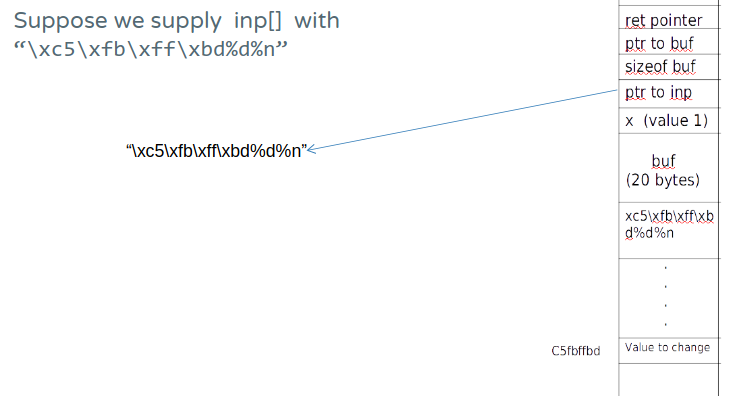 Suppose we supply inp[] with
“\xc5\xfb\xff\xbd%d%n”
ret pointer
ptr to buf
sizeof buf
ptr to inp
x (value 1)
“\xc5\xfb\xff\xbd%d%n”
buf
(20 bytes)
xc5\xfb\xff\xb
d%d%n
.
.
.
.
C5fbffbd
Value to change